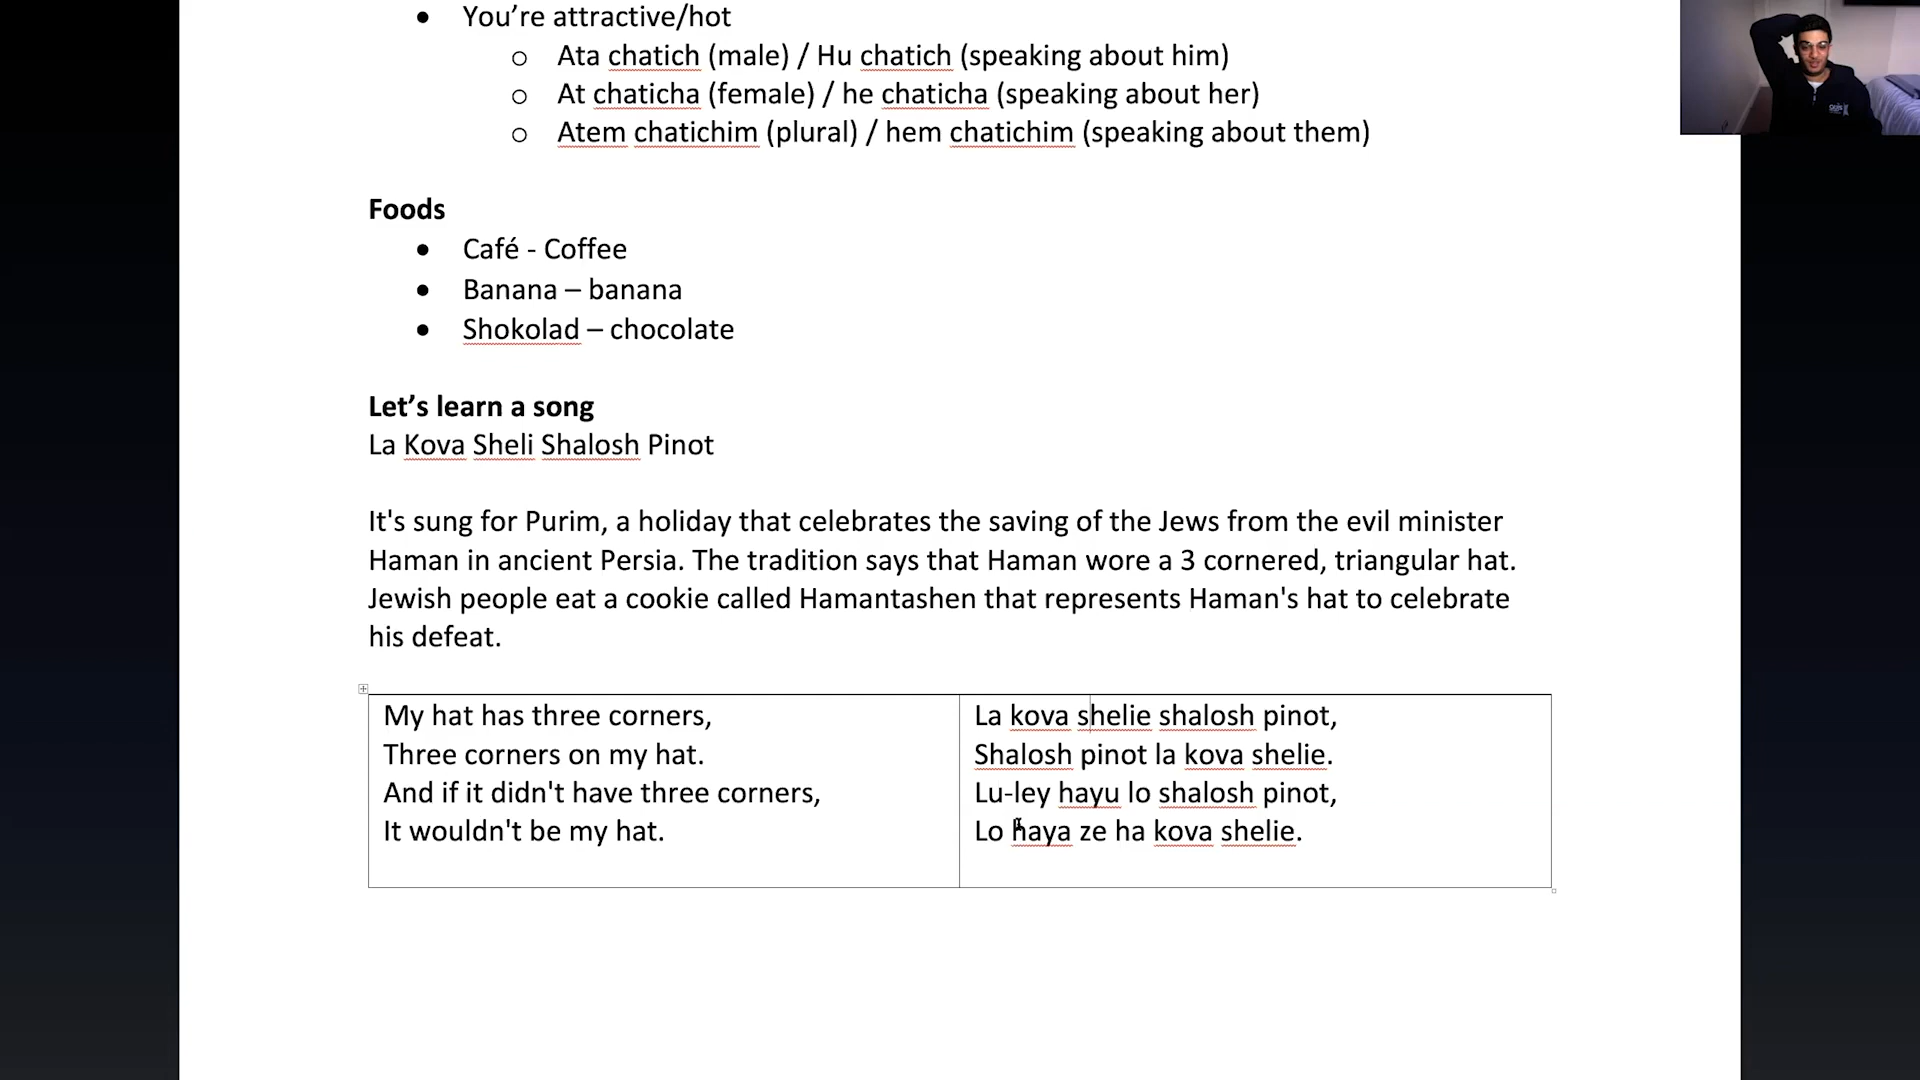 You're attractive/hot
Ata chatich (male) / Hu chatich (speaking about him)
At chaticha (female) / he chaticha (speaking about her)
Atem chatichim (plural) / hem chatichim (speaking about them)
Foods
Café - Coffee
Banana – banana
Shokolad – chocolate
Let's learn a song
La Kova Sheli Shalosh Pinot
It's sung for Purim, a holiday that celebrates the saving of the Jews from the evil minister
Haman in ancient Persia. The tradition says that Haman wore a 3 cornered, triangular hat.
Jewish people eat a cookie called Hamantashen that represents Haman's hat to celebrate
his defeat.
My hat has three corners,
Three corners on my hat.
And if it didn't have three corners,
It wouldn't be my hat.
La kova shelie shalosh pinot,
Shalosh pinot la kova shelie.
Lu-ley hayu lo shalosh pinot,
Lo haya ze ha kova shelie.